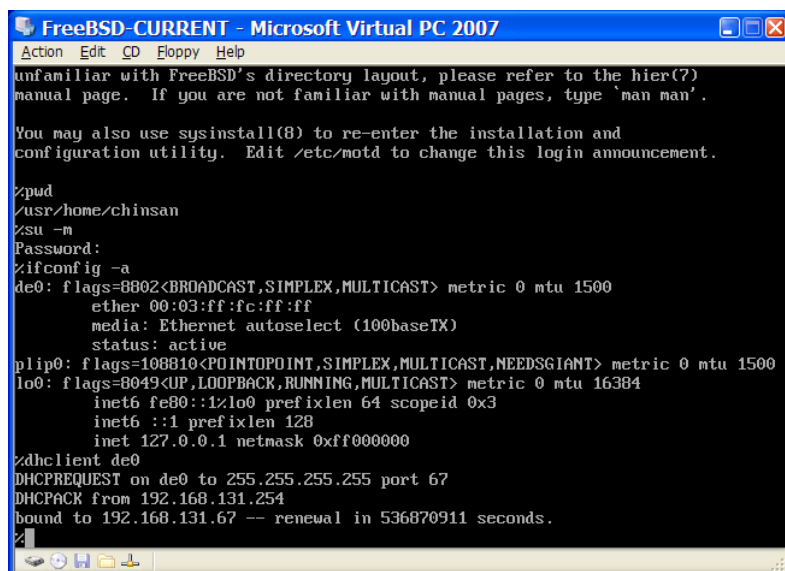 FreeBSD-CURRENT - Microsoft Virtual PC 2007
Action Edit CD Floppy Help
unfamiliar with FreeBSD's directory layout, please refer to the hier(7)
manual page.  If you are not familiar with manual pages, type `man man'.
You may also use sysinstall(8) to re-enter the installation and
configuration utility.  Edit /etc/motd to change this login announcement.
%pwd
/usr/home/chinsan
%su -m
Password:
%ifconfig -a
de0: flags=8802<BROADCAST,SIMPLEX,MULTICAST> metric 0 mtu 1500
ether 00:03:ff:fc:ff:ff
media: Ethernet autoselect (100baseTX)
status: active
plip0: flags=108810<POINTOPOINT,SIMPLEX,MULTICAST,NEEDSGIANT> metric 0 mtu 1500
lo0: flags=8049<UP,LOOPBACK,RUNNING,MULTICAST> metric 0 mtu 16384
inet6 fe80::1%lo0 prefixlen 64 scopeid 0x3
inet6 ::1 prefixlen 128
inet 127.0.0.1 netmask 0xff000000
%dhclient de0
DHCPREQUEST on de0 to 255.255.255.255 port 67
DHCPACK from 192.168.131.254
bound to 192.168.131.67 -- renewal in 536870911 seconds.
%